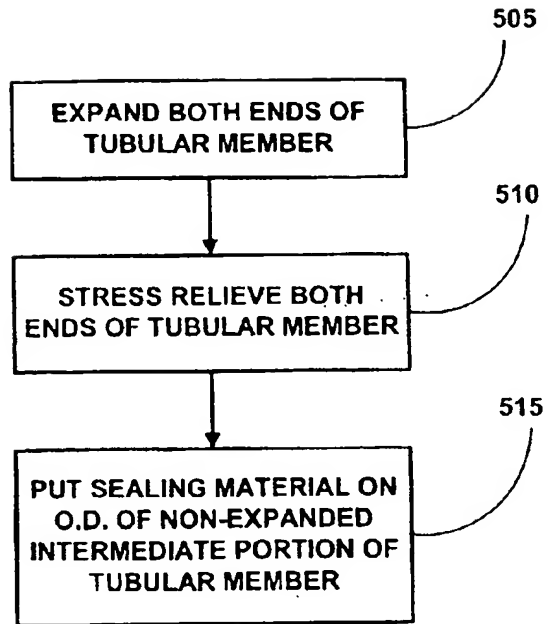 505
EXPAND BOTH ENDS OF
TUBULAR MEMBER
510
STRESS RELIEVE BOTH
ENDS OF TUBULAR MEMBER
515
PUT SEALING MATERIAL ON
O.D. OF NON-EXPANDED
INTERMEDIATE PORTION OF
TUBULAR MEMBER